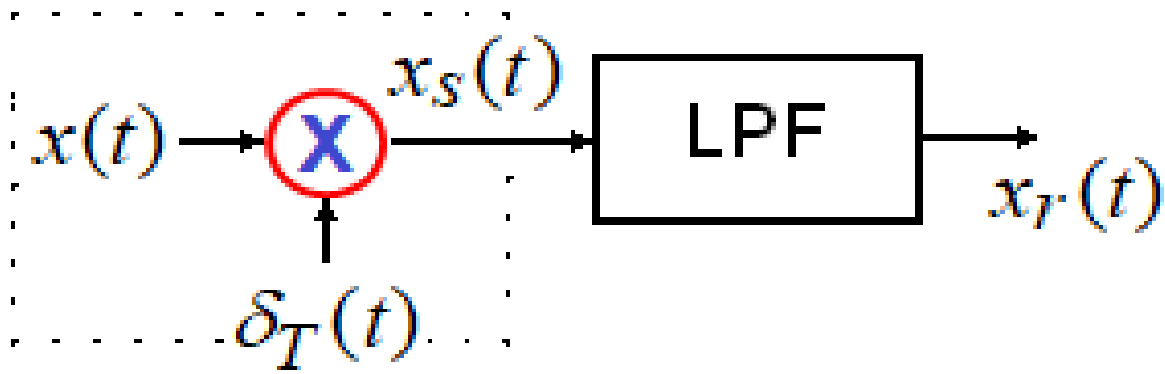 x_S(t)
LPF
x(t)
X
x_r(t)
δ_T(t)